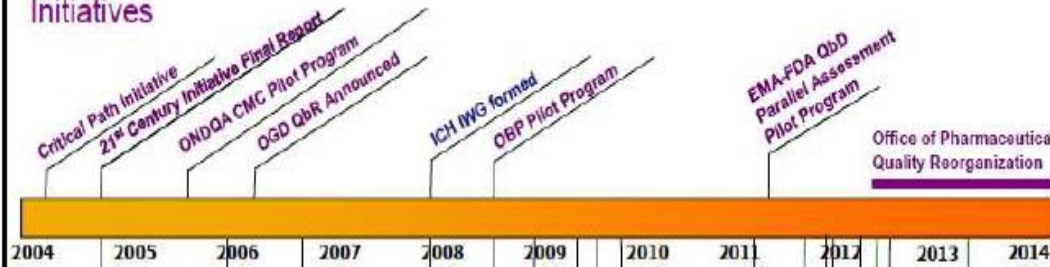 Initiatives
Critical Path Initiative
21st Century Initiative Final Report
ONDQA CMC Pilot Program
OGD QbR Announced
ICH IWG formed
OBP Pilot Program
EMA-FDA QbD
Parallel Assessment
Pilot Program
Office of Pharmaceutica
Quality Reorganization
2004 2005 2006 2007 2008 2009 2010 2011 2012 2013 2014